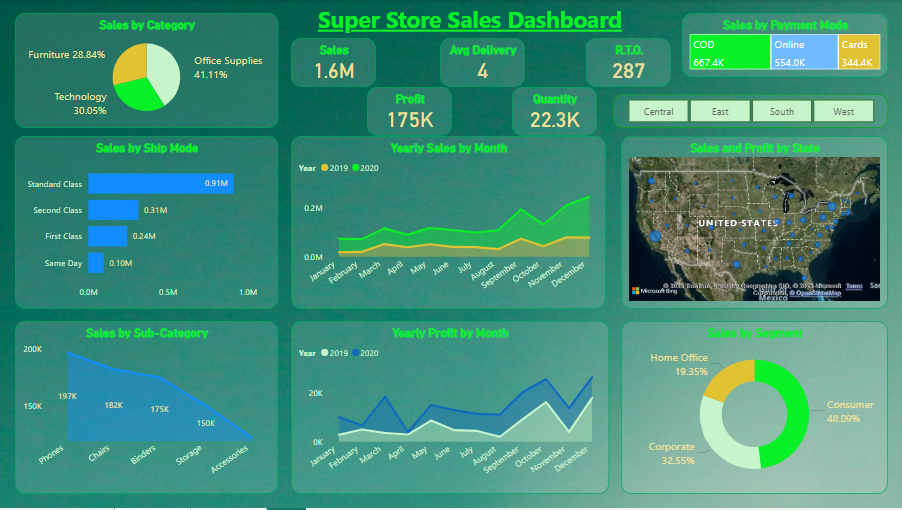 Super Store Sales Dashboard
Sales by Category
Furniture 28.84%
Office Supplies
41.11%
Technology
30.05%
Sales
1.6M
Avg Delivery
4
R.T.O.
287
Profit
175K
Quantity
22.3K
Sales by Payment Mode
COD
667.4K
Online
554.0K
Cards
344.4K
Central
East
South
West
Sales by Ship Mode
Standard Class
0.91M
Second Class
0.31M
First Class
0.24M
Same Day
0.10M
0.0M
0.5M
1.0M
Yearly Sales by Month
Year 2019 2020
0.2M
0.0M
January
February
March
April
May
June
July
August
September
October
November
December
Sales and Profit by State
UNITED STATES
Microsoft Bing
Terms
Mexico
© OpenStreetMap
Sales by Sub-Category
200K
150K
197K
182K
175K
150K
Phones
Chairs
Binders
Storage
Accessories
Yearly Profit by Month
Year 2019 2020
20K
0K
January
February
March
April
May
June
July
August
September
October
November
December
Sales by Segment
Home Office
19.35%
Consumer
48.09%
Corporate
32.55%